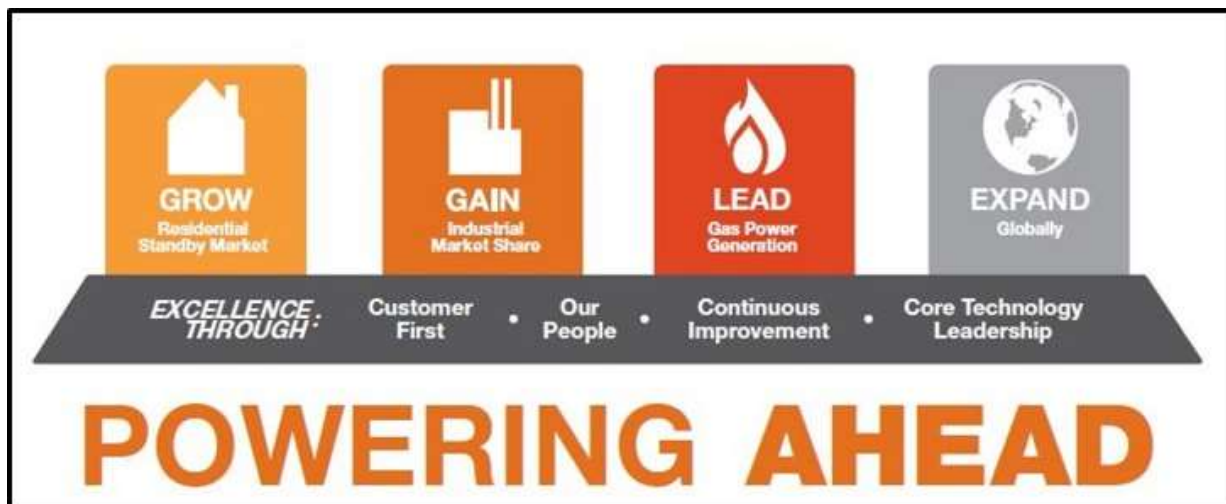 GROW
Residential
Standby Market
GAIN
Industrial
Market Share
LEAD
Gas Power
Generation
EXPAND
Globally
EXCELLENCE
THROUGH:
Customer
First
•
Our
People
•
Continuous
Improvement
•
Core Technology
Leadership
POWERING AHEAD